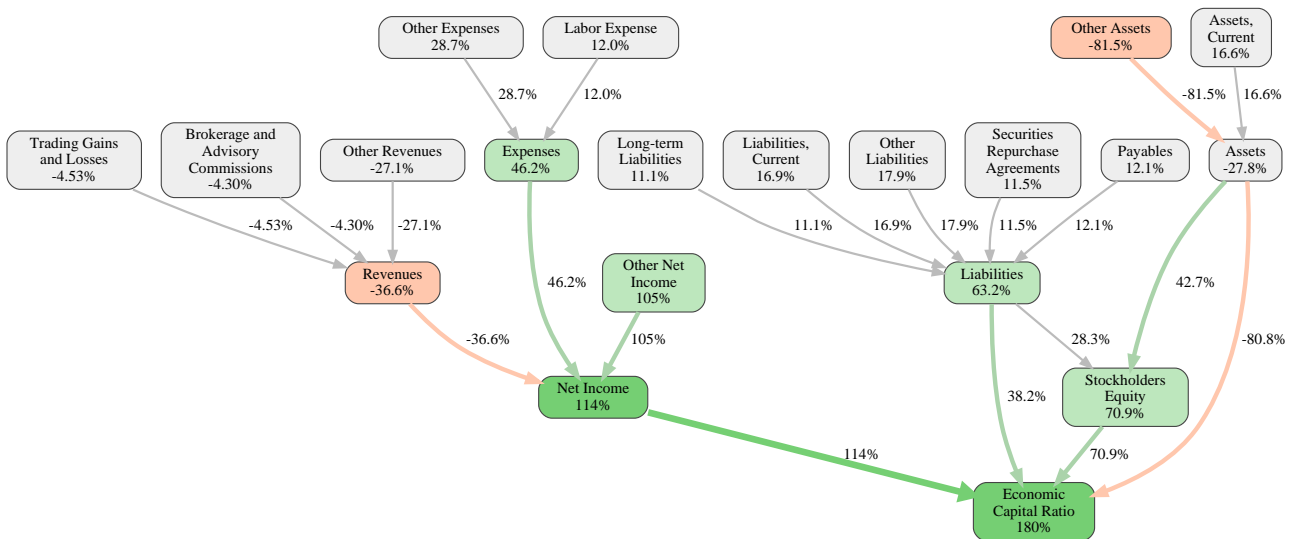 Other Expenses
28.7%
Labor Expense
12.0%
Other Assets
-81.5%
Assets,
Current
16.6%
28.7%
12.0%
-81.5%
16.6%
Trading Gains
and Losses
-4.53%
Brokerage and
Advisory
Commissions
-4.30%
Other Revenues
-27.1%
Expenses
46.2%
Long-term
Liabilities
11.1%
Liabilities,
Current
16.9%
Other
Liabilities
17.9%
Securities
Repurchase
Agreements
11.5%
Payables
12.1%
Assets
-27.8%
-4.53%
-4.30%
-27.1%
11.1%
16.9%
17.9%
11.5%
12.1%
Revenues
-36.6%
46.2%
Other Net
Income
105%
Liabilities
63.2%
42.7%
-36.6%
105%
28.3%
-80.8%
Net Income
114%
38.2%
Stockholders
Equity
70.9%
114%
70.9%
Economic
Capital Ratio
180%